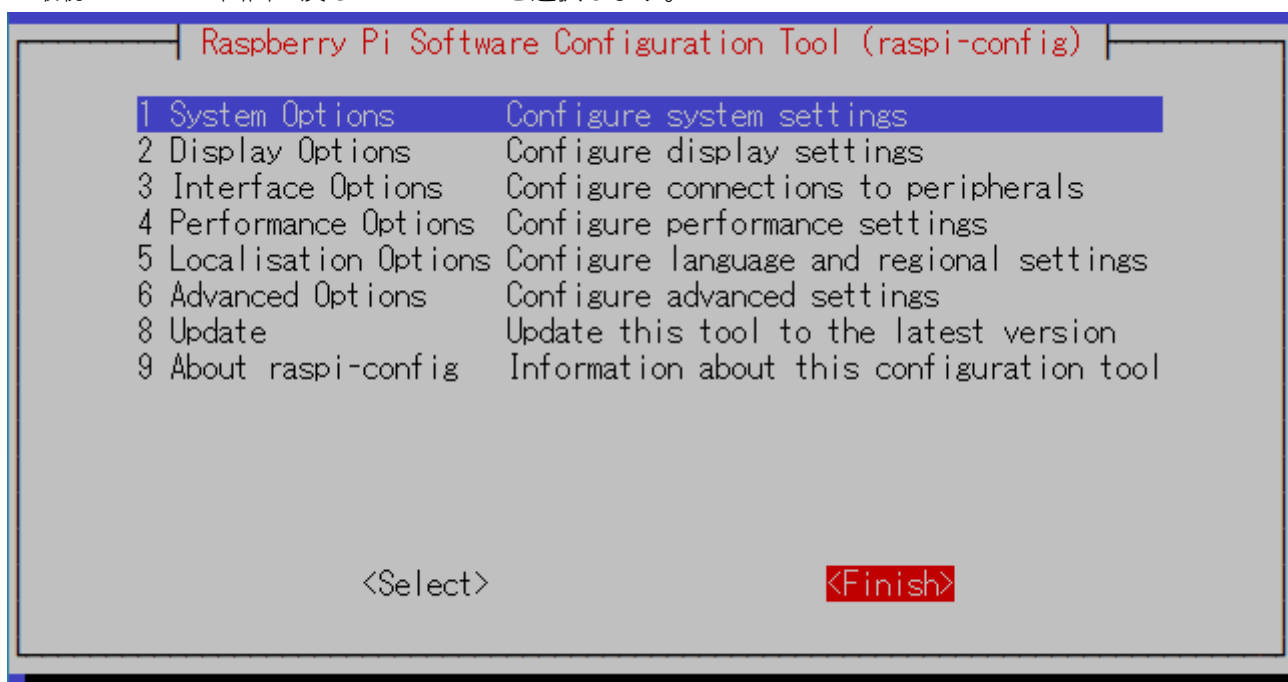 Raspberry Pi Software Configuration Tool (raspi-config)
1 System Options Configure system settings
2 Display Options Configure display settings
3 Interface Options Configure connections to peripherals
4 Performance Options Configure performance settings
5 Localisation Options Configure language and regional settings
6 Advanced Options Configure advanced settings
8 Update Update this tool to the latest version
9 About raspi-config Information about this configuration tool
<Select> <Finish>